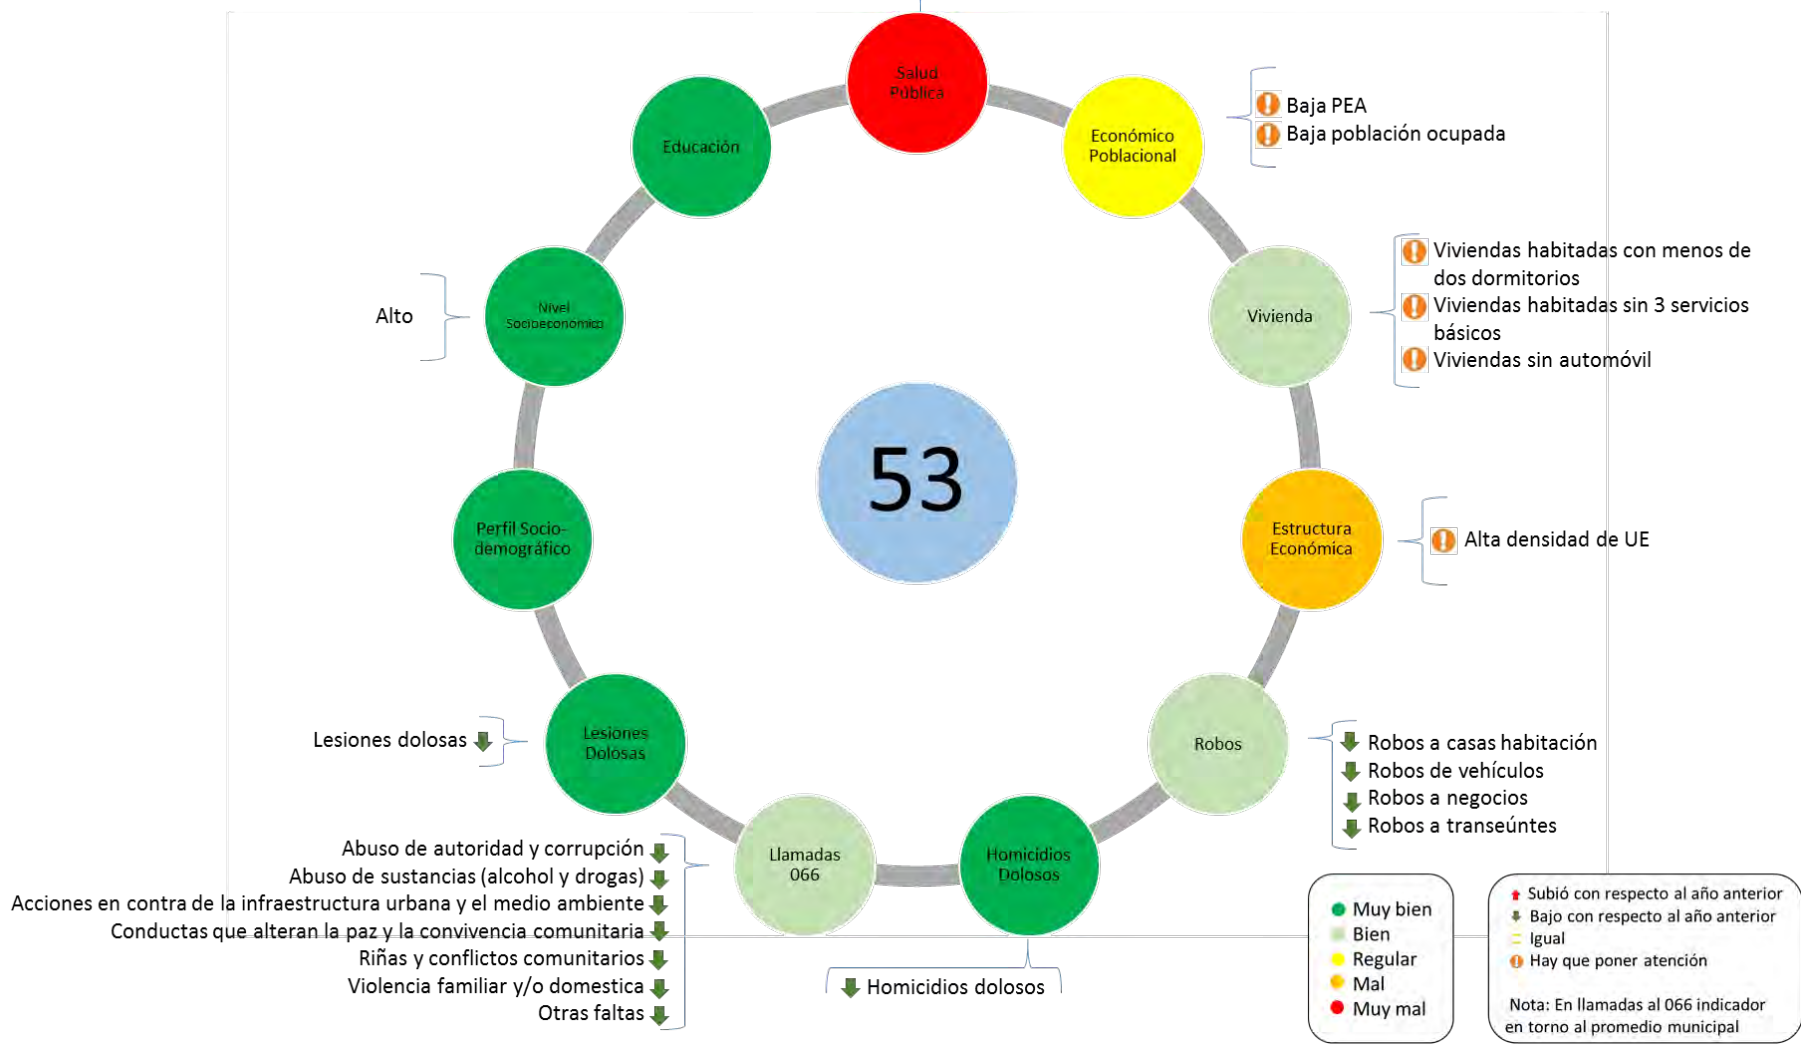 Salud
Pública
Económico
Poblacional
Baja PEA
Baja población ocupada
Educación
Viviendas habitadas con menos de
dos dormitorios
Viviendas habitadas sin 3 servicios
básicos
Viviendas sin automóvil
Vivienda
Alto
Nivel
Socioeconómico
53
Perfil Socio-
demográfico
Estructura
Económica
Alta densidad de UE
Lesiones dolosas
Lesiones
Dolosas
Robos
Robos a casas habitación
Robos de vehículos
Robos a negocios
Robos a transeúntes
Abuso de autoridad y corrupción
Abuso de sustancias (alcohol y drogas)
Acciones en contra de la infraestructura urbana y el medio ambiente
Conductas que alteran la paz y la convivencia comunitaria
Riñas y conflictos comunitarios
Violencia familiar y/o domestica
Otras faltas
Llamadas
066
Homicidios
Dolosos
Homicidios dolosos
Muy bien
Bien
Regular
Mal
Muy mal
Subió con respecto al año anterior
Bajo con respecto al año anterior
Igual
Hay que poner atención
Nota: En llamadas al 066 indicador
en torno al promedio municipal